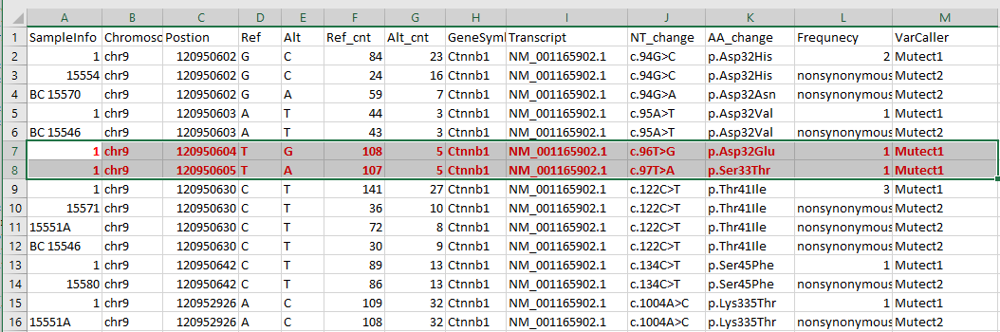 A B C D E F G H I J K L M
1 SampleInfo Chromosc Postion Ref Alt Ref_cnt Alt_cnt GeneSyml Transcript NT_change AA_change Frequnecy VarCaller
2 1 chr9 120950602 G C 84 23 Ctnnb1 NM_001165902.1 c.94G>C p.Asp32His 2 Mutect1
3 15554 chr9 120950602 G C 24 16 Ctnnb1 NM_001165902.1 c.94G>C p.Asp32His nonsynonymous Mutect2
4 BC 15570 chr9 120950602 G A 59 7 Ctnnb1 NM_001165902.1 c.94G>A p.Asp32Asn nonsynonymous Mutect2
5 1 chr9 120950603 A T 44 3 Ctnnb1 NM_001165902.1 c.95A>T p.Asp32Val 1 Mutect1
6 BC 15546 chr9 120950603 A T 43 3 Ctnnb1 NM_001165902.1 c.95A>T p.Asp32Val nonsynonymous Mutect2
7 1 chr9 120950604 T G 108 5 Ctnnb1 NM_001165902.1 c.96T>G p.Asp32Glu 1 Mutect1
8 1 chr9 120950605 T A 107 5 Ctnnb1 NM_001165902.1 c.97T>A p.Ser33Thr 1 Mutect1
9 1 chr9 120950630 C T 141 27 Ctnnb1 NM_001165902.1 c.122C>T p.Thr41Ile 3 Mutect1
10 15571 chr9 120950630 C T 36 10 Ctnnb1 NM_001165902.1 c.122C>T p.Thr41Ile nonsynonymous Mutect2
11 15551A chr9 120950630 C T 72 8 Ctnnb1 NM_001165902.1 c.122C>T p.Thr41Ile nonsynonymous Mutect2
12 BC 15546 chr9 120950630 C T 30 9 Ctnnb1 NM_001165902.1 c.122C>T p.Thr41Ile nonsynonymous Mutect2
13 1 chr9 120950642 C T 89 13 Ctnnb1 NM_001165902.1 c.134C>T p.Ser45Phe 1 Mutect1
14 15580 chr9 120950642 C T 86 13 Ctnnb1 NM_001165902.1 c.134C>T p.Ser45Phe nonsynonymous Mutect2
15 1 chr9 120952926 A C 109 32 Ctnnb1 NM_001165902.1 c.1004A>C p.Lys335Thr 1 Mutect1
16 15551A chr9 120952926 A C 108 32 Ctnnb1 NM_001165902.1 c.1004A>C p.Lys335Thr nonsynonymous Mutect2